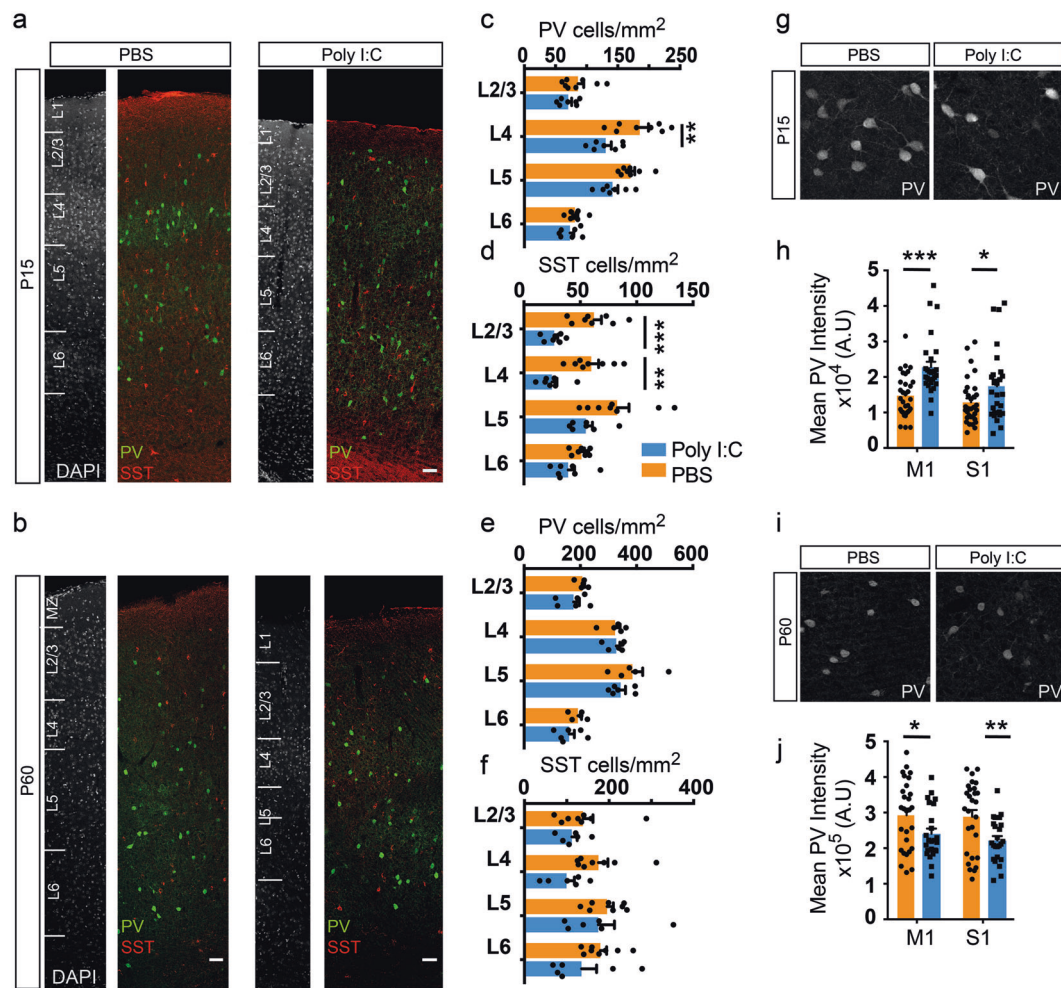 a
PBS
Poly I:C
P15
L1
L2/3
L4
L5
L6
DAPI
PV
SST
L1
L2/3
L4
L5
L6
PV
SST
b
P60
MZ
L2/3
L4
L5
L6
DAPI
PV
SST
L1
L2/3
L4
L5
L6
c
PV cells/mm²
0 50 150 250
L2/3
L4
**
L5
L6
d
SST cells/mm²
0 50 100 150
L2/3
***
L4
**
L5
L6
Poly I:C
PBS
e
PV cells/mm²
0 200 400 600
L2/3
L4
L5
L6
f
SST cells/mm²
0 200 400
L2/3
L4
L5
L6
g
PBS
Poly I:C
P15
PV
PV
h
*** *
Mean PV Intensity
x10⁴ (A.U)
5
4
3
2
1
0
M1 S1
i
PBS
Poly I:C
P60
PV
PV
j
* **
Mean PV Intensity
x10⁵ (A.U)
5
4
3
2
1
0
M1 S1